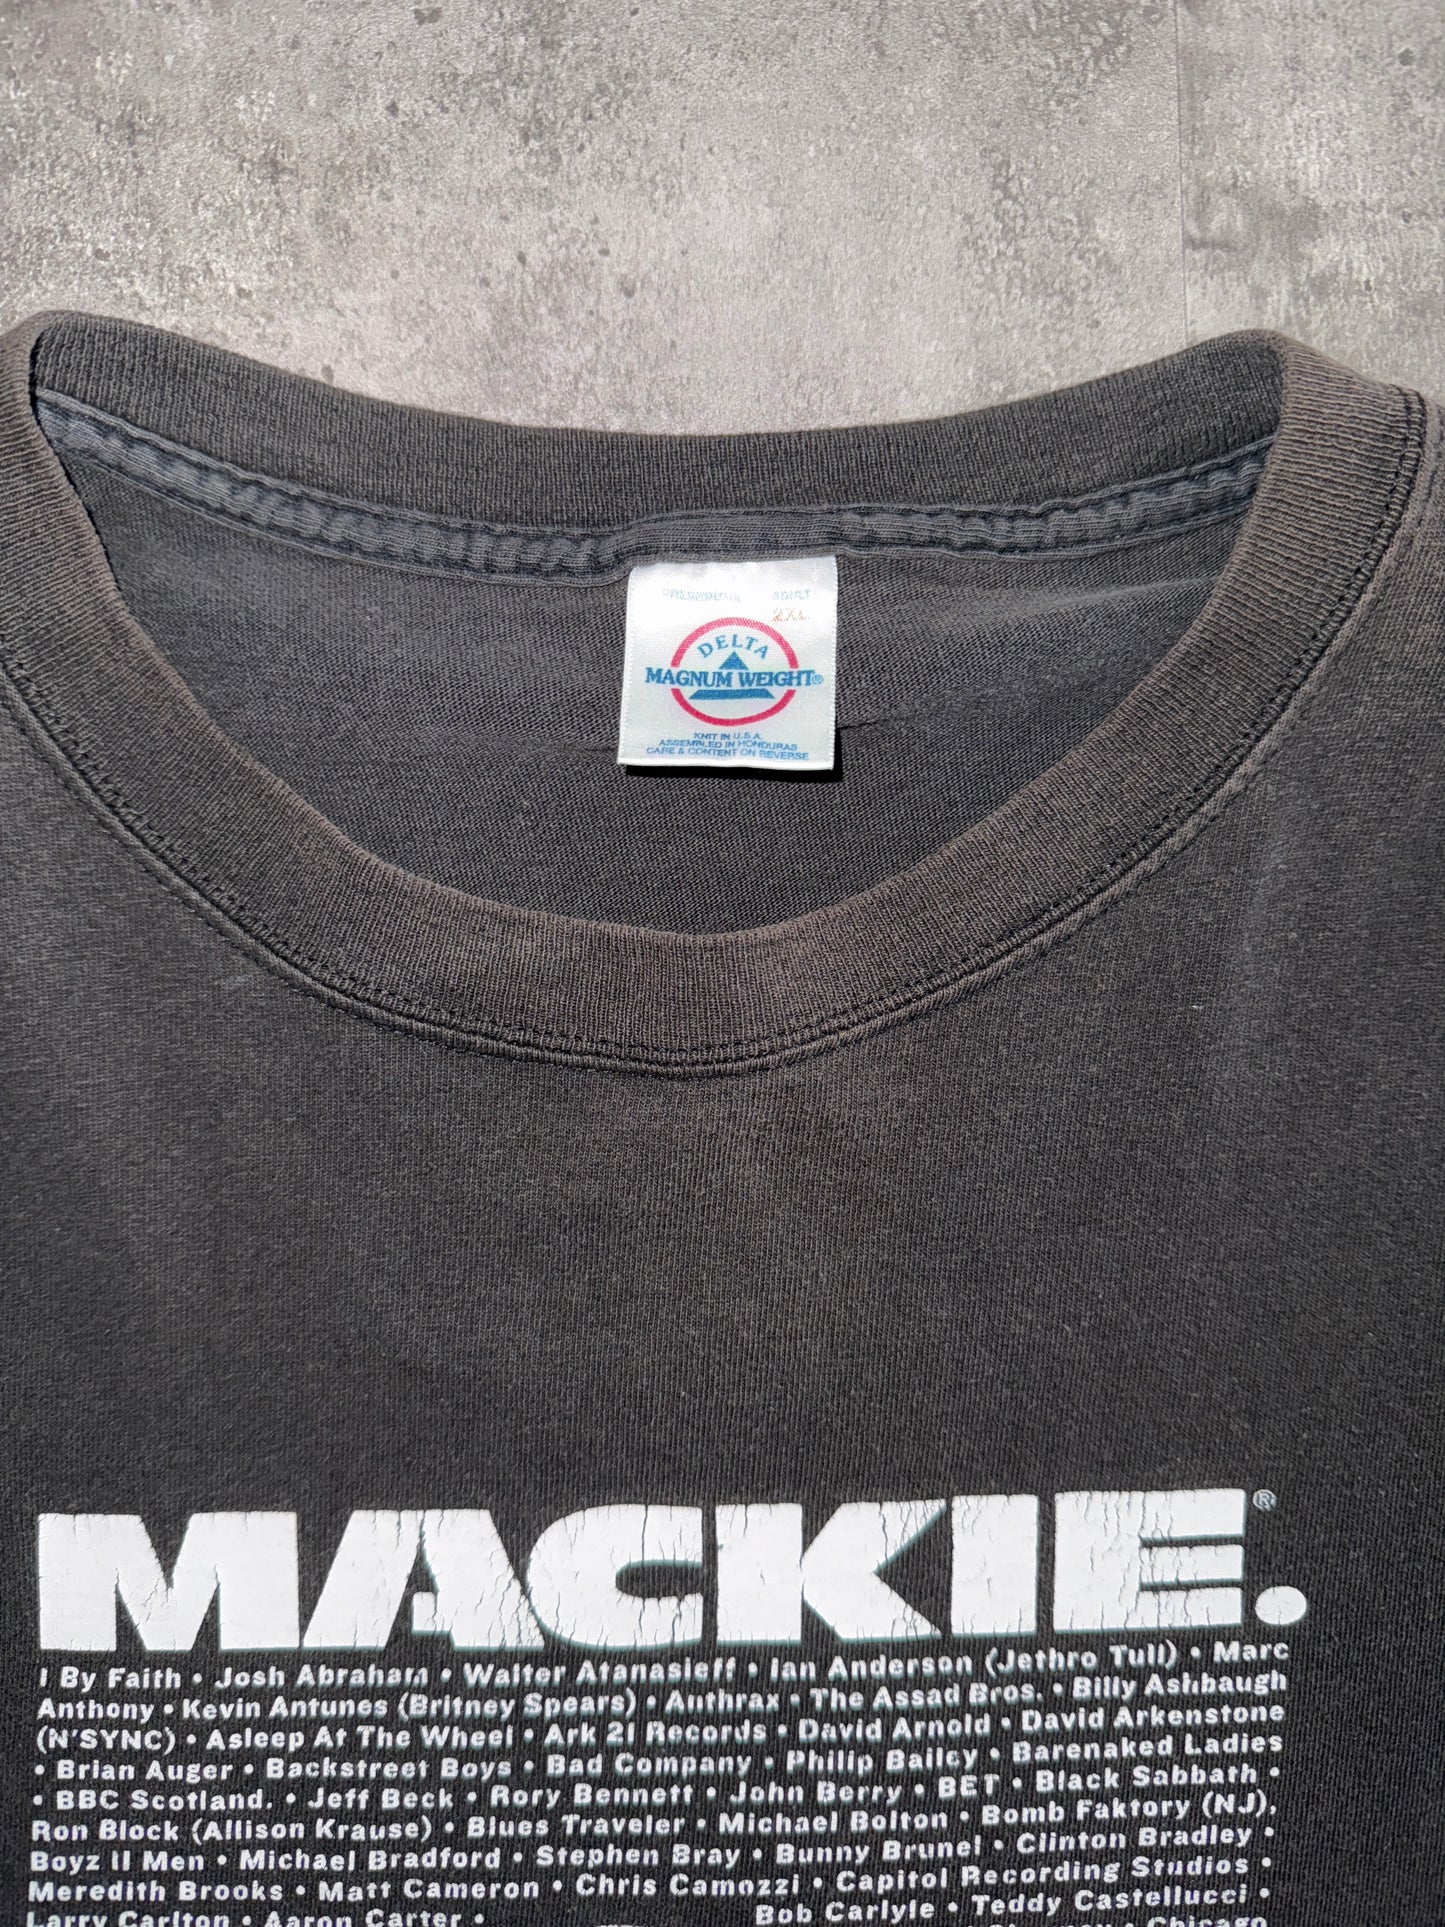 ADULT
2XL
DELTA
MAGNUM WEIGHT®
KNIT IN U.S.A.
ASSEMBLED IN HONDURAS
CARE & CONTENT ON REVERSE
MACKIE.®
I By Faith • Josh Abraham • Walter Atanasieff • Ian Anderson (Jethro Tull) • Marc
Anthony • Kevin Antunes (Britney Spears) • Anthrax • The Assad Bros. • Billy Ashbaugh
(N'SYNC) • Asleep At The Wheel • Ark 21 Records • David Arnold • David Arkenstone
• Brian Auger • Backstreet Boys • Bad Company • Philip Bailey • Barenaked Ladies
• BBC Scotland. • Jeff Beck • Rory Bennett • John Berry • BET • Black Sabbath •
Ron Block (Allison Krause) • Blues Traveler • Michael Bolton • Bomb Faktory (NJ),
Boyz II Men • Michael Bradford • Stephen Bray • Bunny Brunel • Clinton Bradley •
Meredith Brooks • Matt Cameron • Chris Camozzi • Capitol Recording Studios •
Larry Carlton • Aaron Carter • Bob Carlyle • Teddy Castellucci •
• Chicago